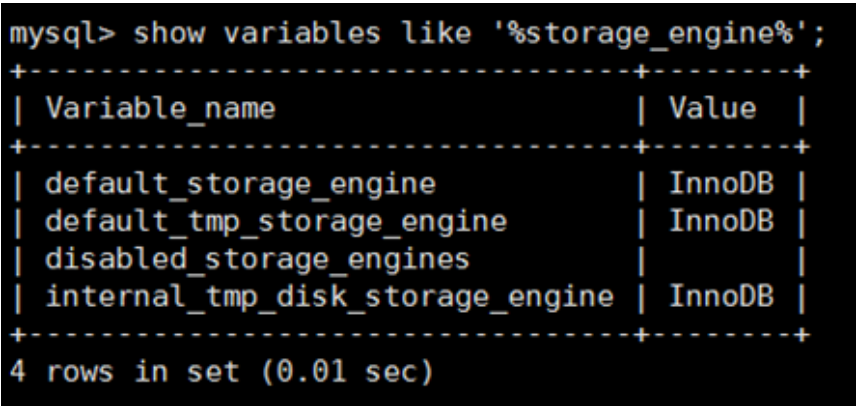 mysql> show variables like '%storage_engine%';
+----------------------------------+--------+
| Variable_name                    | Value  |
+----------------------------------+--------+
| default_storage_engine           | InnoDB |
| default_tmp_storage_engine       | InnoDB |
| disabled_storage_engines         |        |
| internal_tmp_disk_storage_engine | InnoDB |
+----------------------------------+--------+
4 rows in set (0.01 sec)